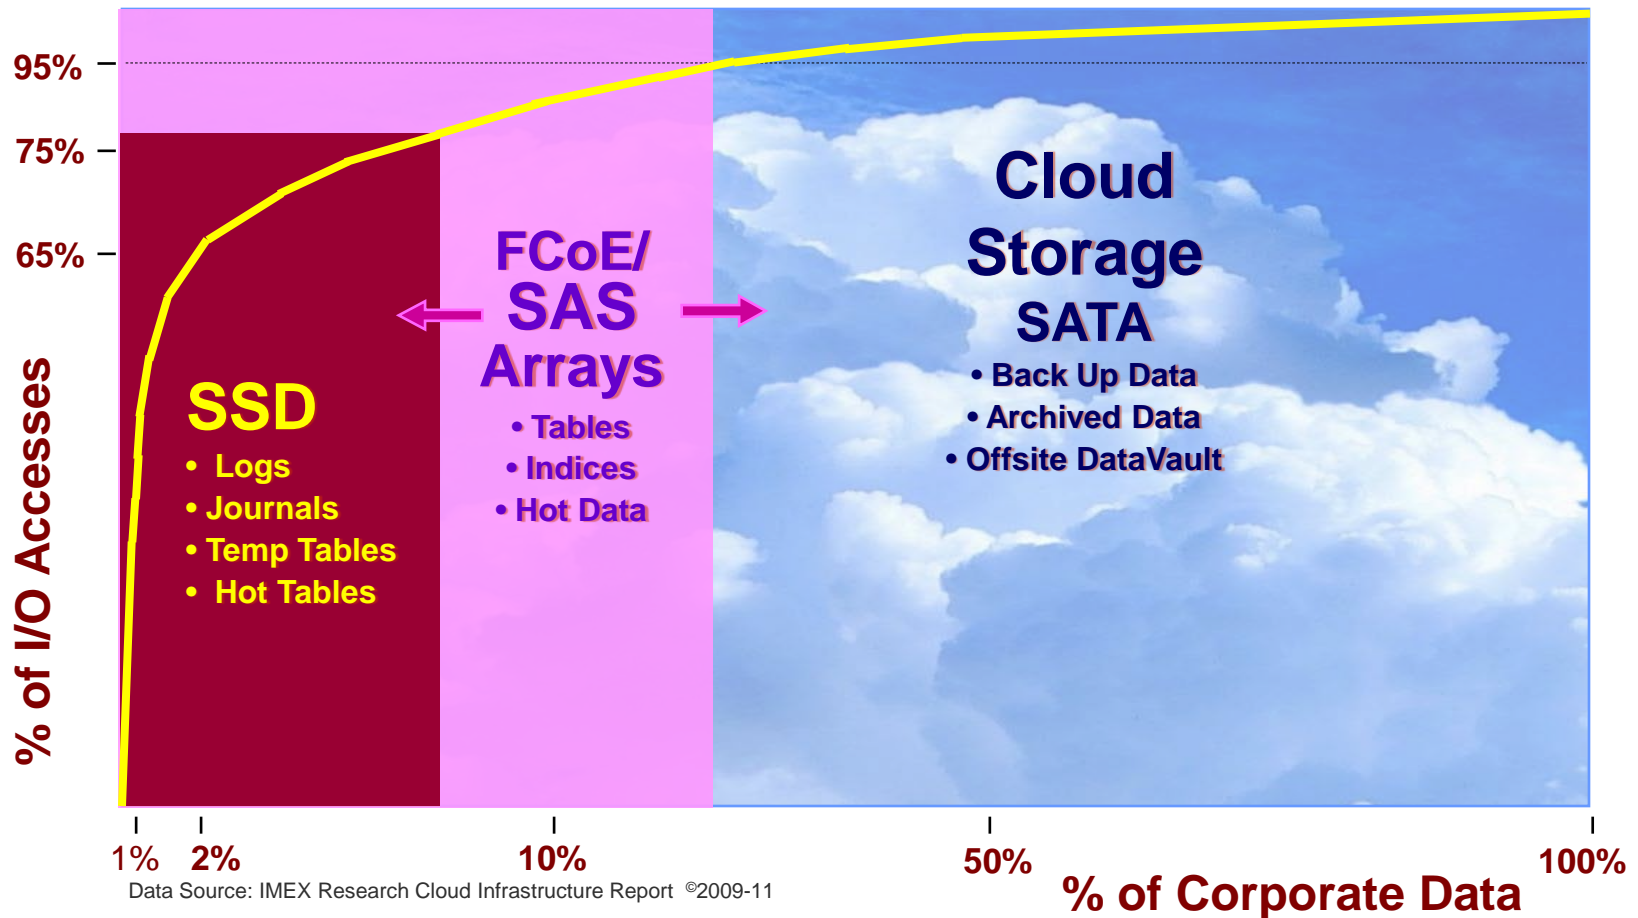 95%
75%
65%
% of I/O Accesses
SSD
• Logs
• Journals
• Temp Tables
• Hot Tables
FCoE/
SAS
Arrays
• Tables
• Indices
• Hot Data
Cloud
Storage
SATA
• Back Up Data
• Archived Data
• Offsite DataVault
1% 2% 10% 50% 100%
% of Corporate Data
Data Source: IMEX Research Cloud Infrastructure Report ©2009-11